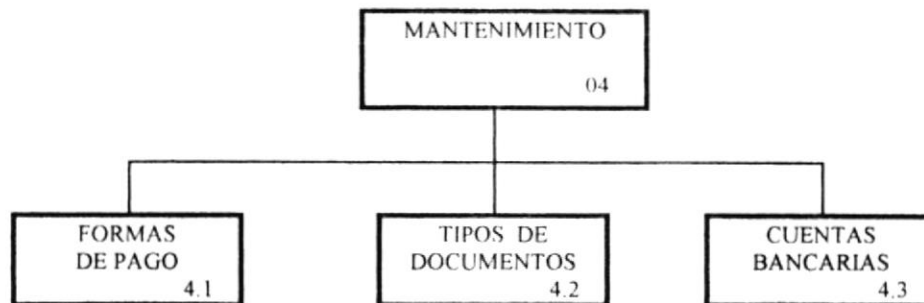 MANTENIMIENTO
04
FORMAS
DE PAGO
4.1
TIPOS DE
DOCUMENTOS
4.2
CUENTAS
BANCARIAS
4.3